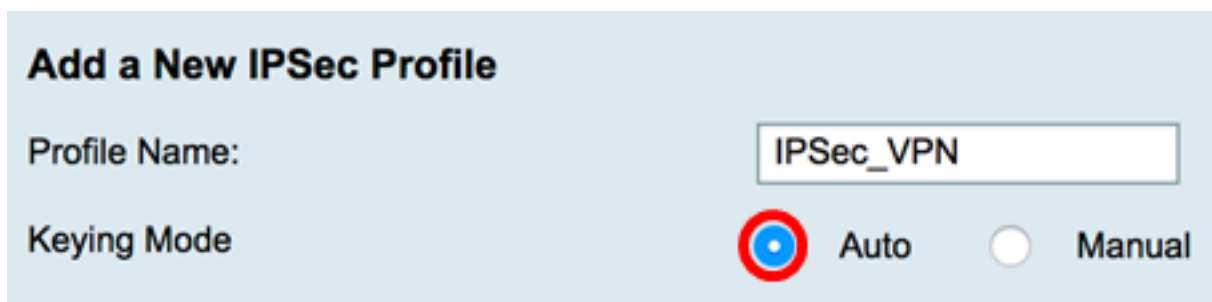 Add a New IPSec Profile
Profile Name: IPSec_VPN
Keying Mode Auto Manual